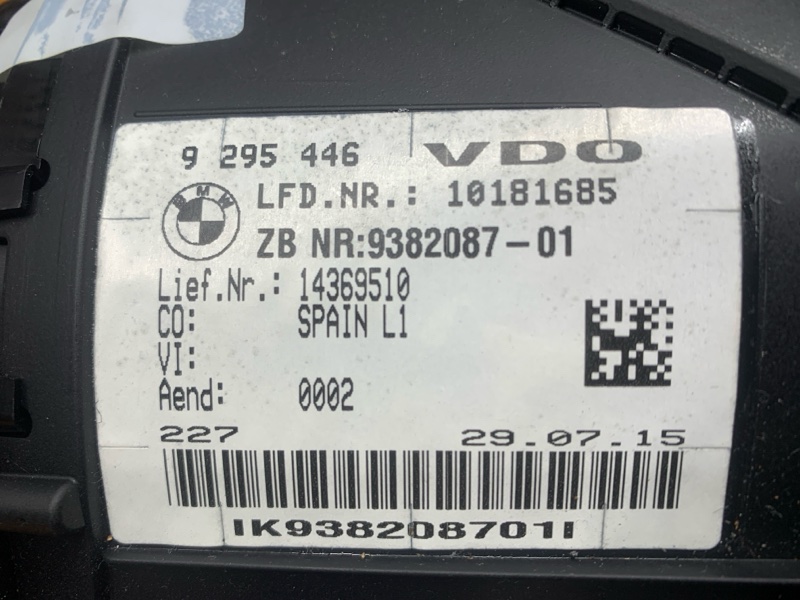 9 295 446 VDO
BMW
LFD.NR.: 10181685
ZB NR:9382087-01
Lief.Nr.: 14369510
CO: SPAIN L1
VI:
Aend: 0002
227 29.07.15
IK938208701I